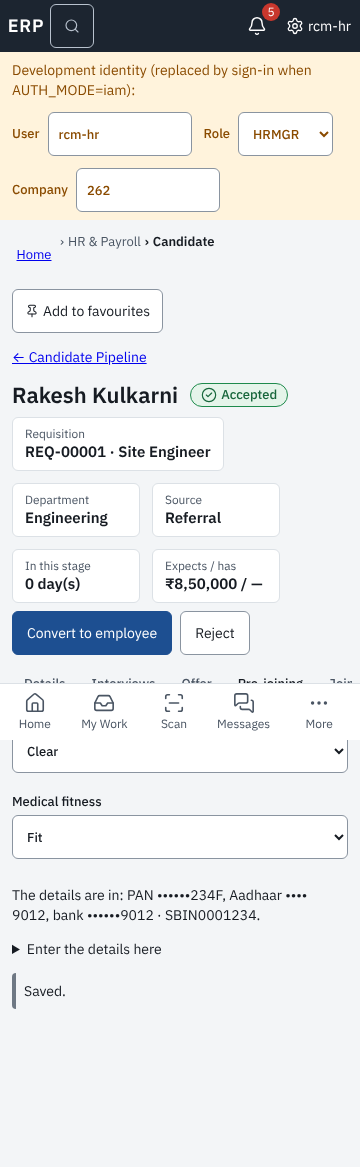 ERP
5
rcm-hr
Development identity (replaced by sign-in when
AUTH_MODE=iam):
User rcm-hr Role HRMGR
Company 262
Home › HR & Payroll › Candidate
Add to favourites
← Candidate Pipeline
Rakesh Kulkarni Accepted
Requisition
REQ-00001 · Site Engineer
Department
Engineering
Source
Referral
In this stage
0 day(s)
Expects / has
₹8,50,000 / —
Convert to employee Reject
Details Interviews Offer Pre-joining Join
Home My Work Scan Messages More
Clear
Medical fitness
Fit
The details are in: PAN ••••••234F, Aadhaar ••••
9012, bank ••••••9012 · SBIN0001234.
Enter the details here
Saved.